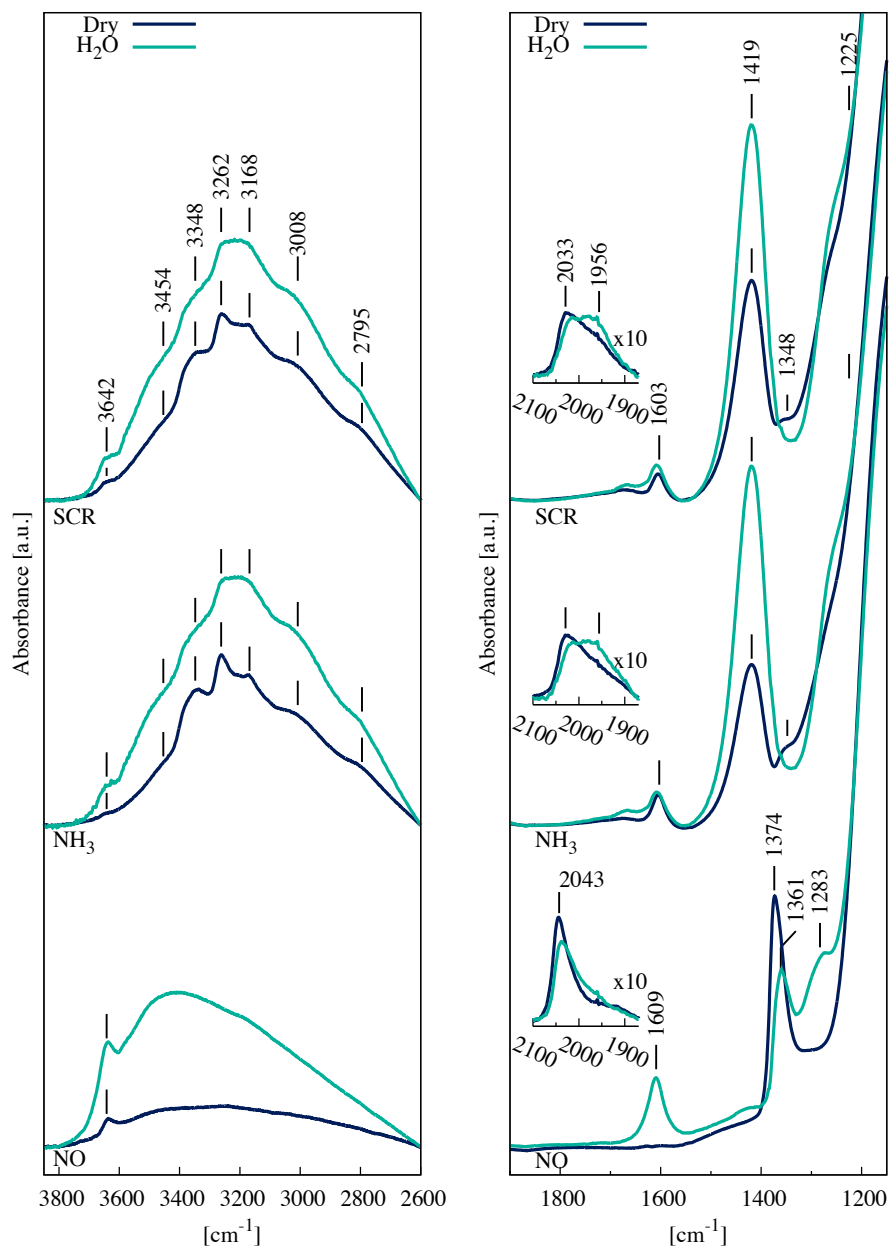 Dry
H2O
3642
3454
3348
3262
3168
3008
2795
SCR
NH3
NO
Absorbance [a.u.]
3800 3600 3400 3200 3000 2800 2600
[cm-1]
Dry
H2O
1419
1225
2033
1956
x10
2100 2000 1900
1603
1348
SCR
x10
2100 2000 1900
NH3
1374
1361
1283
2043
x10
2100 2000 1900
1609
NO
Absorbance [a.u.]
1800 1600 1400 1200
[cm-1]